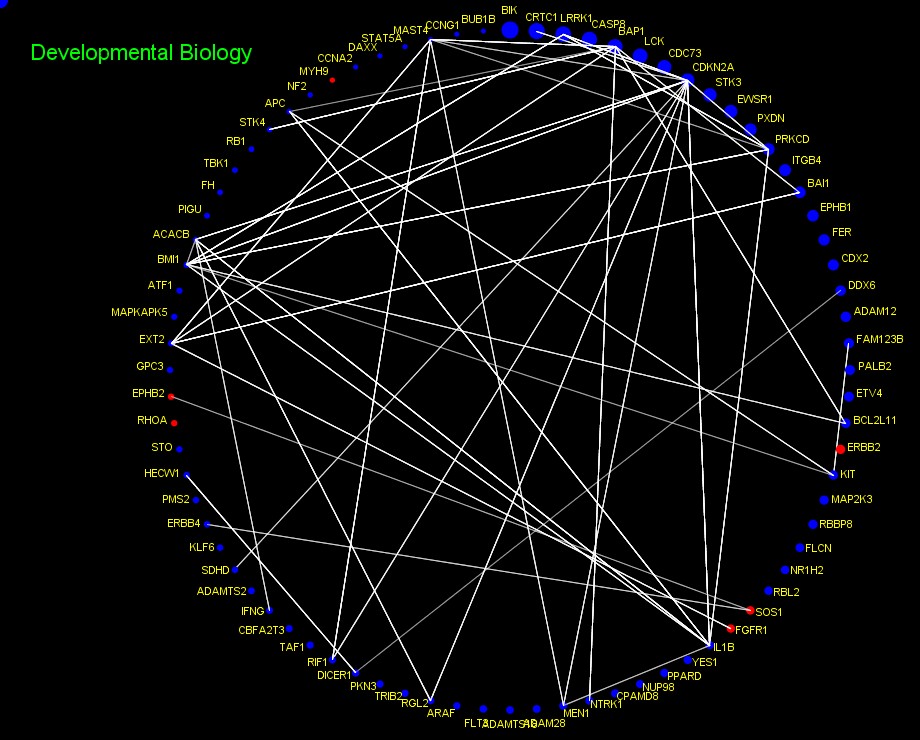 Developmental Biology
BIK
CRTC1
LRRK1
CASP8
BAP1
LCK
CDC73
CDKN2A
STK3
EWSR1
PXDN
PRKCD
ITGB4
BAI1
EPHB1
FER
CDX2
DDX6
ADAM12
FAM123B
PALB2
ETV4
BCL2L11
ERBB2
KIT
MAP2K3
RBBP8
FLCN
NR1H2
RBL2
SOS1
FGFR1
IL1B
YES1
PPARD
NUP98
CPAMD8
NTRK1
MEN1
ADAM28
FLT3
ARAF
RGL2
TRIB2
PKN3
DICER1
RIF1
TAF1
CBFA2T3
IFNG
ADAMTS2
SDHD
KLF6
ERBB4
PMS2
HECW1
STO
RHOA
EPHB2
GPC3
EXT2
MAPKAPK5
ATF1
BMI1
ACACB
PIGU
FH
TBK1
RB1
STK4
APC
NF2
MYH9
CCNA2
DAXX
STAT5A
MAST4
CCNG1
BUB1B